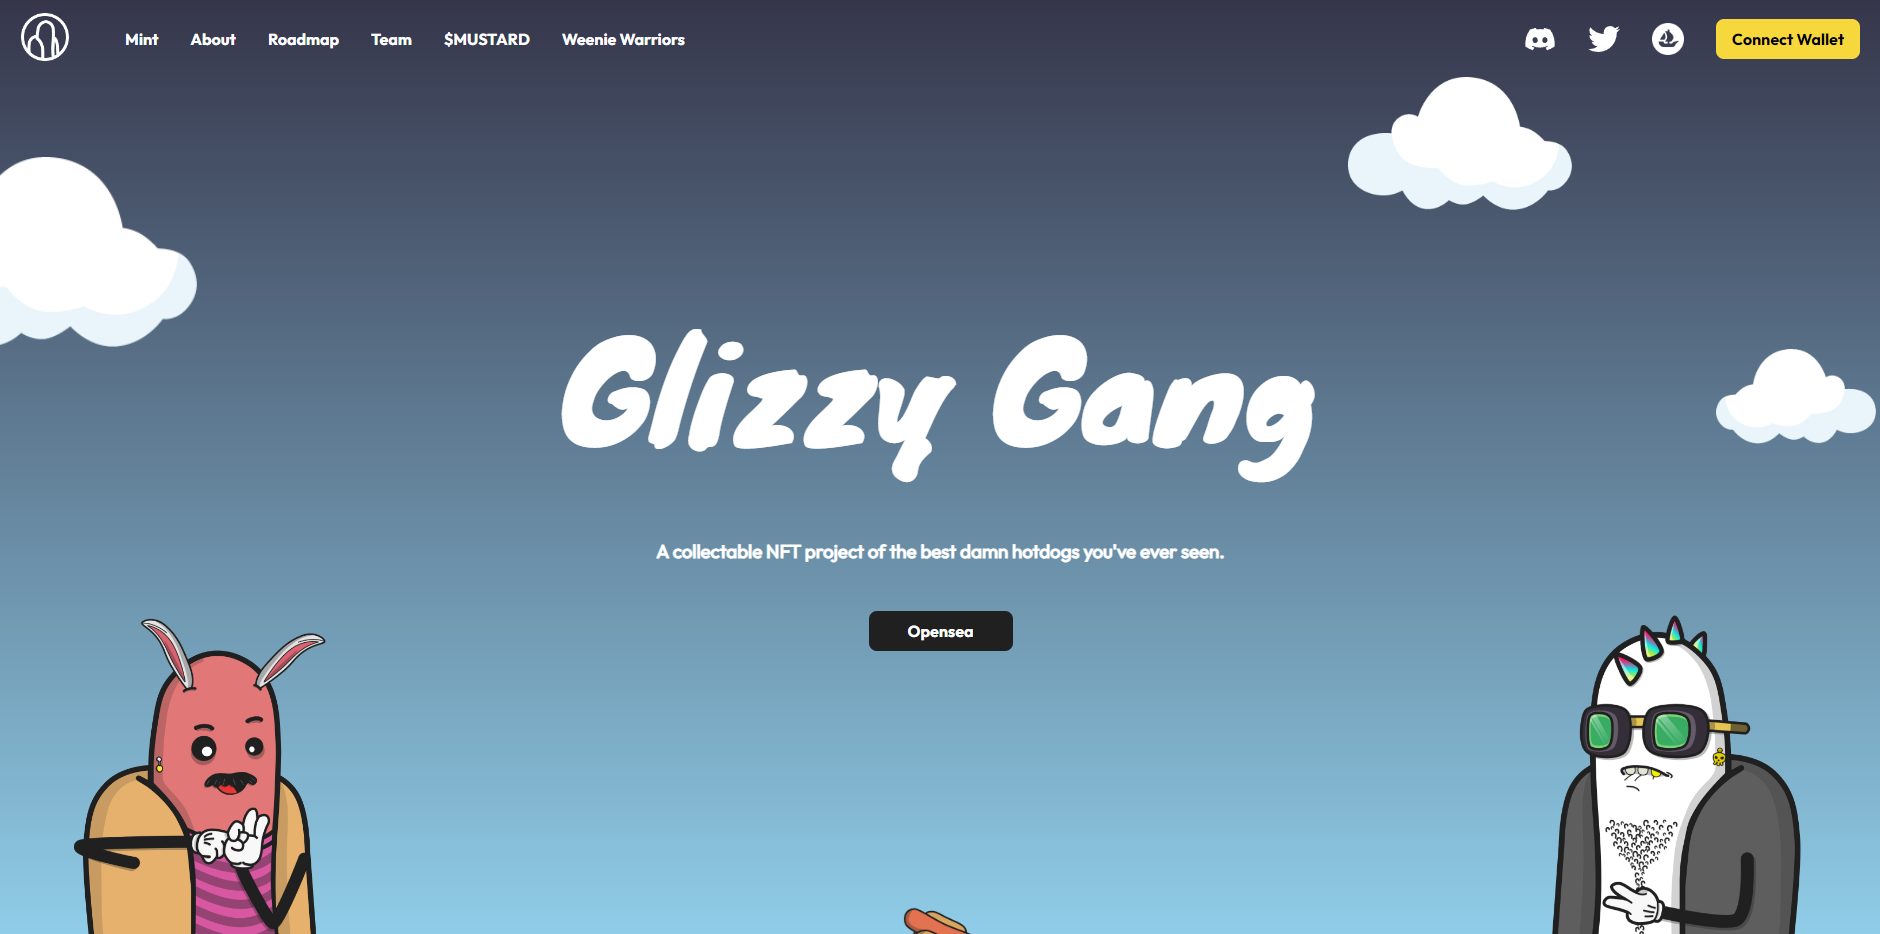 Mint About Roadmap Team $MUSTARD Weenie Warriors Connect Wallet
Glizzy Gang
A collectable NFT project of the best damn hotdogs you've ever seen.
Opensea